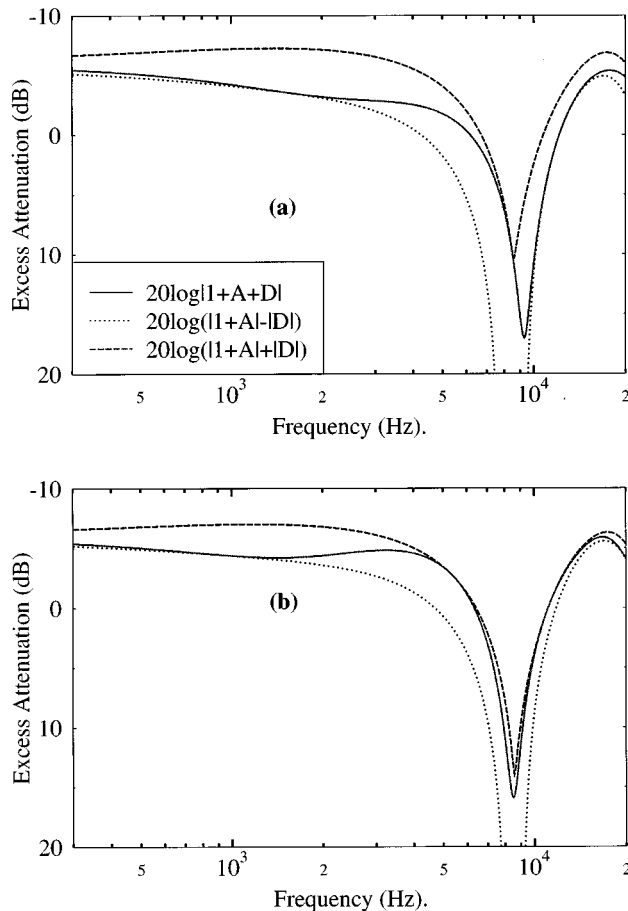 -10
0
10
20
Excess Attenuation (dB)
(a)
20log|1+A+D|
20log(|1+A|-|D|)
20log(|1+A|+|D|)
5 10³ 2 5 10⁴ 2
Frequency (Hz).
-10
0
10
20
Excess Attenuation (dB)
(b)
5 10³ 2 5 10⁴ 2
Frequency (Hz).